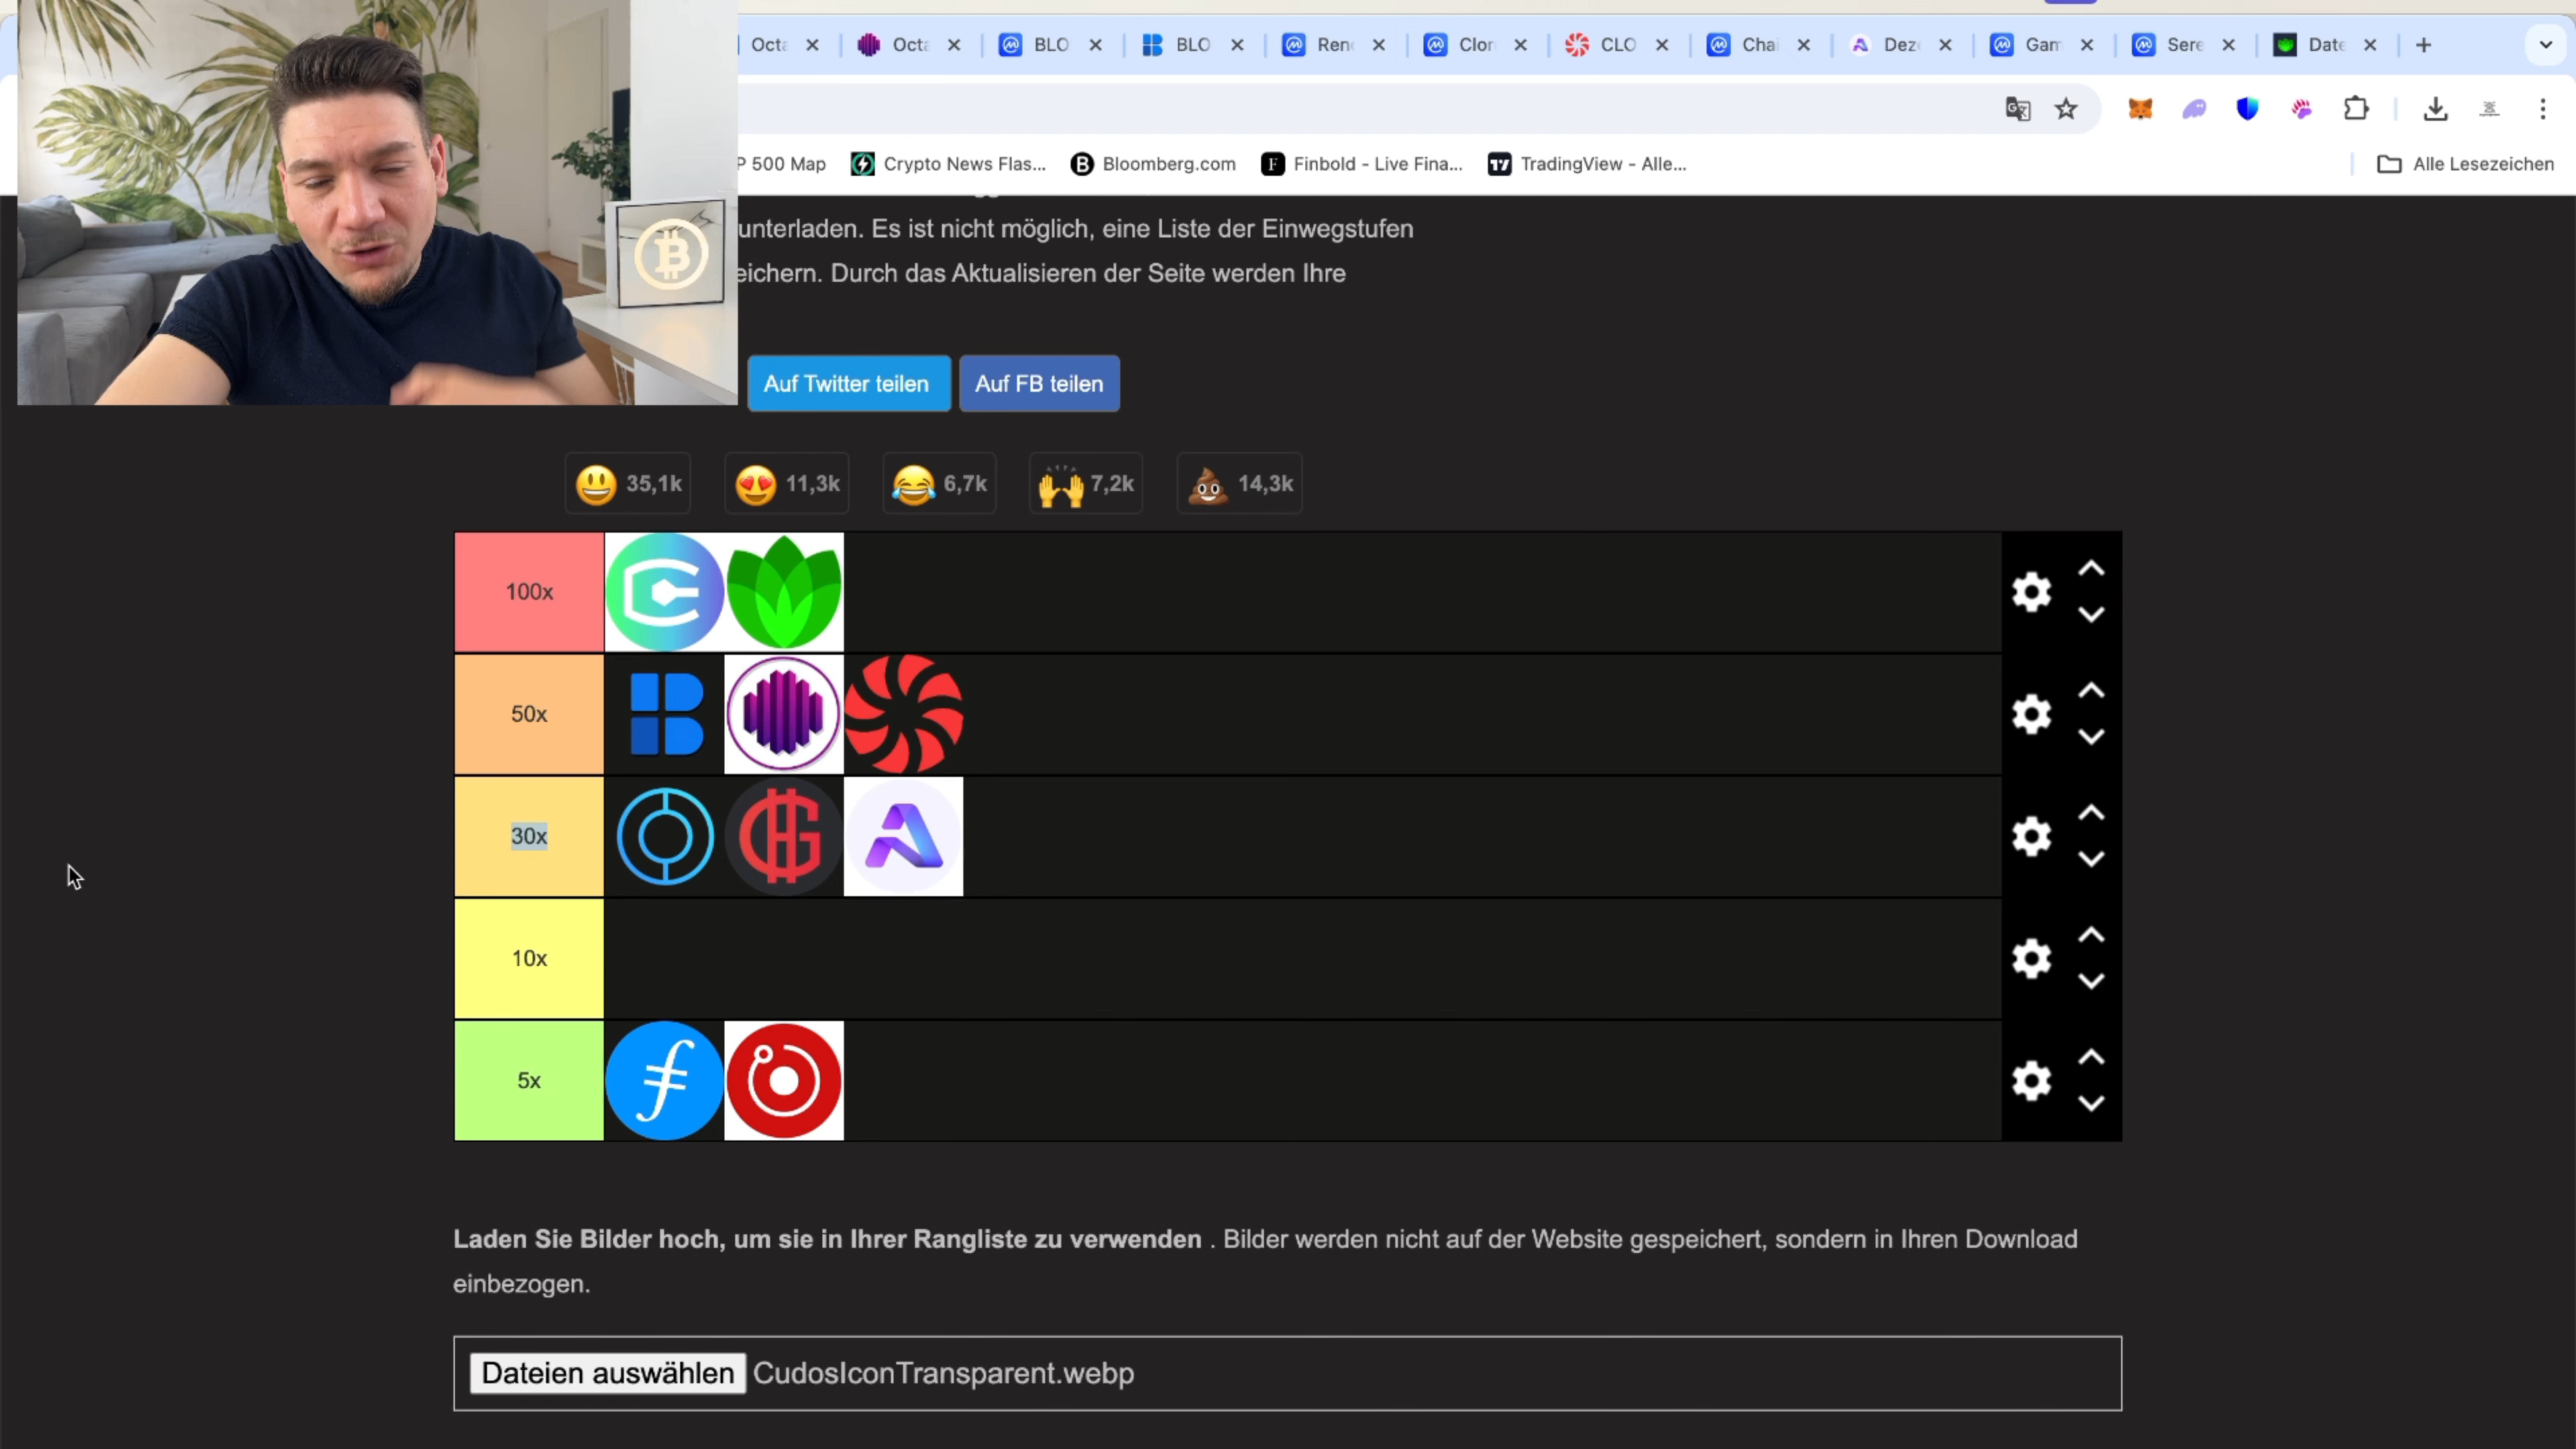 Octa
Octa
BLO
BLO
Ren
Clor
CLO
Chai
Deze
Gam
Sere
Date
P 500 Map
Crypto News Flas...
Bloomberg.com
Finbold - Live Fina...
TradingView - Alle...
Alle Lesezeichen
unterladen. Es ist nicht möglich, eine Liste der Einwegstufen
eichern. Durch das Aktualisieren der Seite werden Ihre
Auf Twitter teilen
Auf FB teilen
35,1k
11,3k
6,7k
7,2k
14,3k
100x
50x
30x
10x
5x
Laden Sie Bilder hoch, um sie in Ihrer Rangliste zu verwenden . Bilder werden nicht auf der Website gespeichert, sondern in Ihren Download
einbezogen.
Dateien auswählen CudosIconTransparent.webp